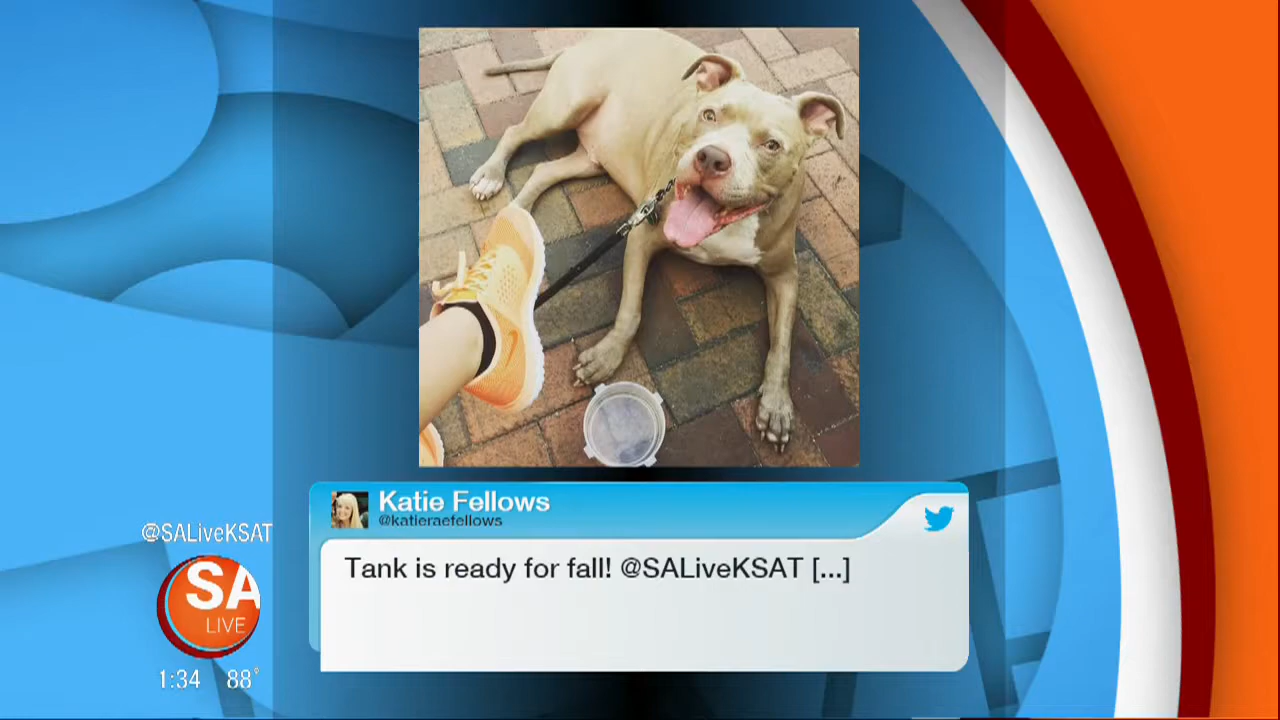 Katie Fellows
@katieraefellows
Tank is ready for fall! @SALiveKSAT [...]
@SALiveKSAT
SA
LIVE
1:34 88°